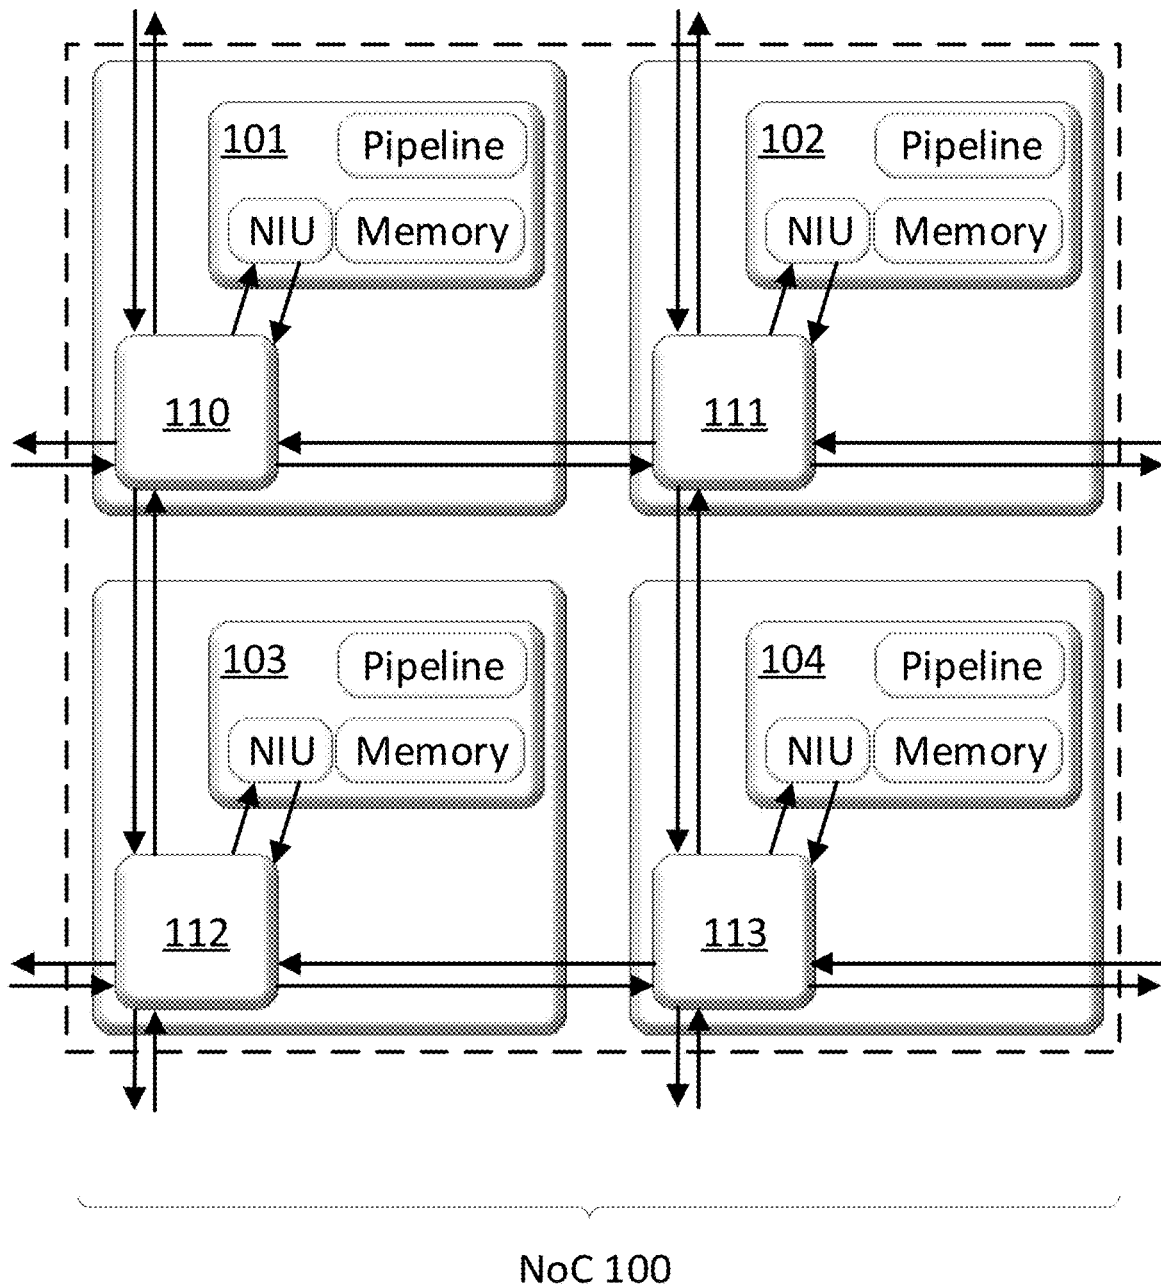 101 Pipeline
NIU Memory
102 Pipeline
NIU Memory
110
111
103 Pipeline
NIU Memory
104 Pipeline
NIU Memory
112
113
NoC 100